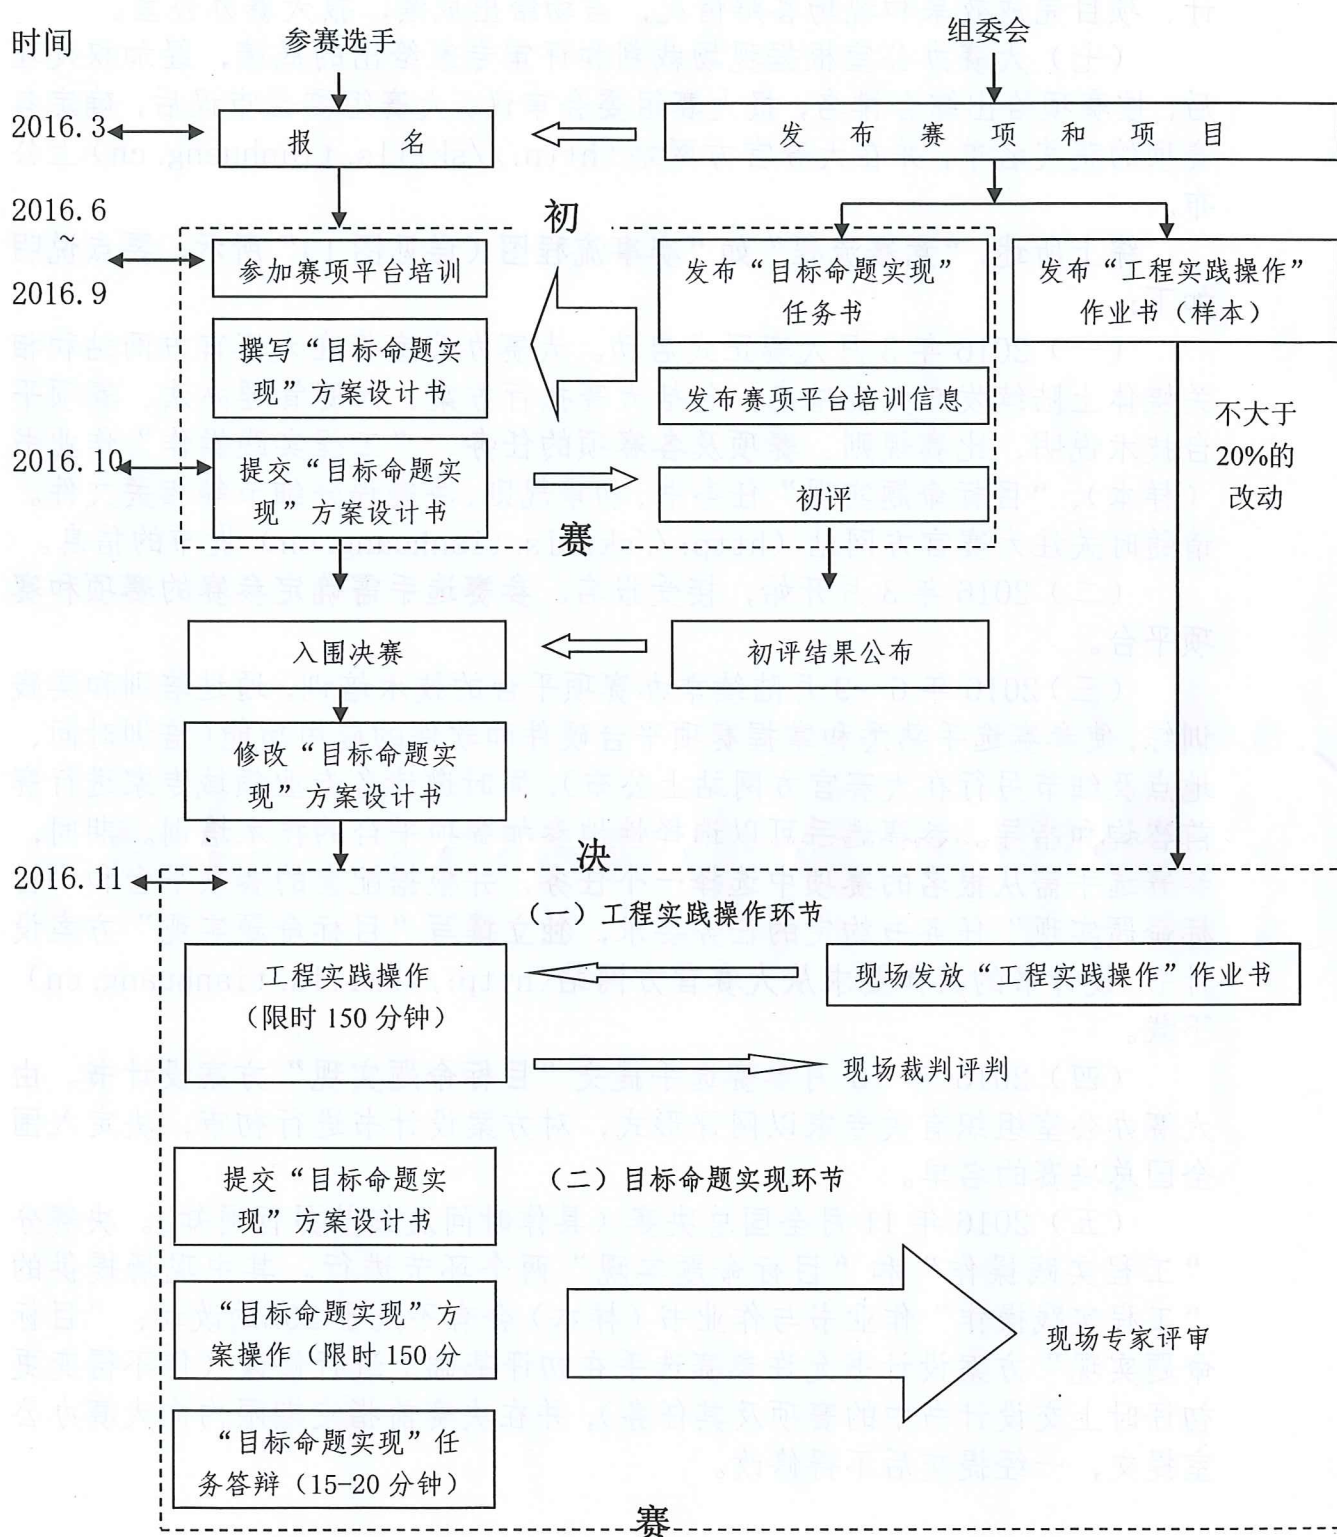 时间
参赛选手
组委会
2016.3
报名
发布赛项和项目
2016.6
~
2016.9
初
参加赛项平台培训
发布“目标命题实现”
任务书
发布“工程实践操作”
作业书（样本）
撰写“目标命题实
现”方案设计书
发布赛项平台培训信息
不大于
20%的
改动
2016.10
提交“目标命题实
现”方案设计书
初评
赛
入围决赛
初评结果公布
修改“目标命题实
现”方案设计书
决
2016.11
（一）工程实践操作环节
工程实践操作
（限时 150 分钟）
现场发放“工程实践操作”作业书
现场裁判评判
提交“目标命题实
现”方案设计书
（二）目标命题实现环节
“目标命题实现”方
案操作（限时 150 分
现场专家评审
“目标命题实现”任
务答辩（15-20 分钟）
赛